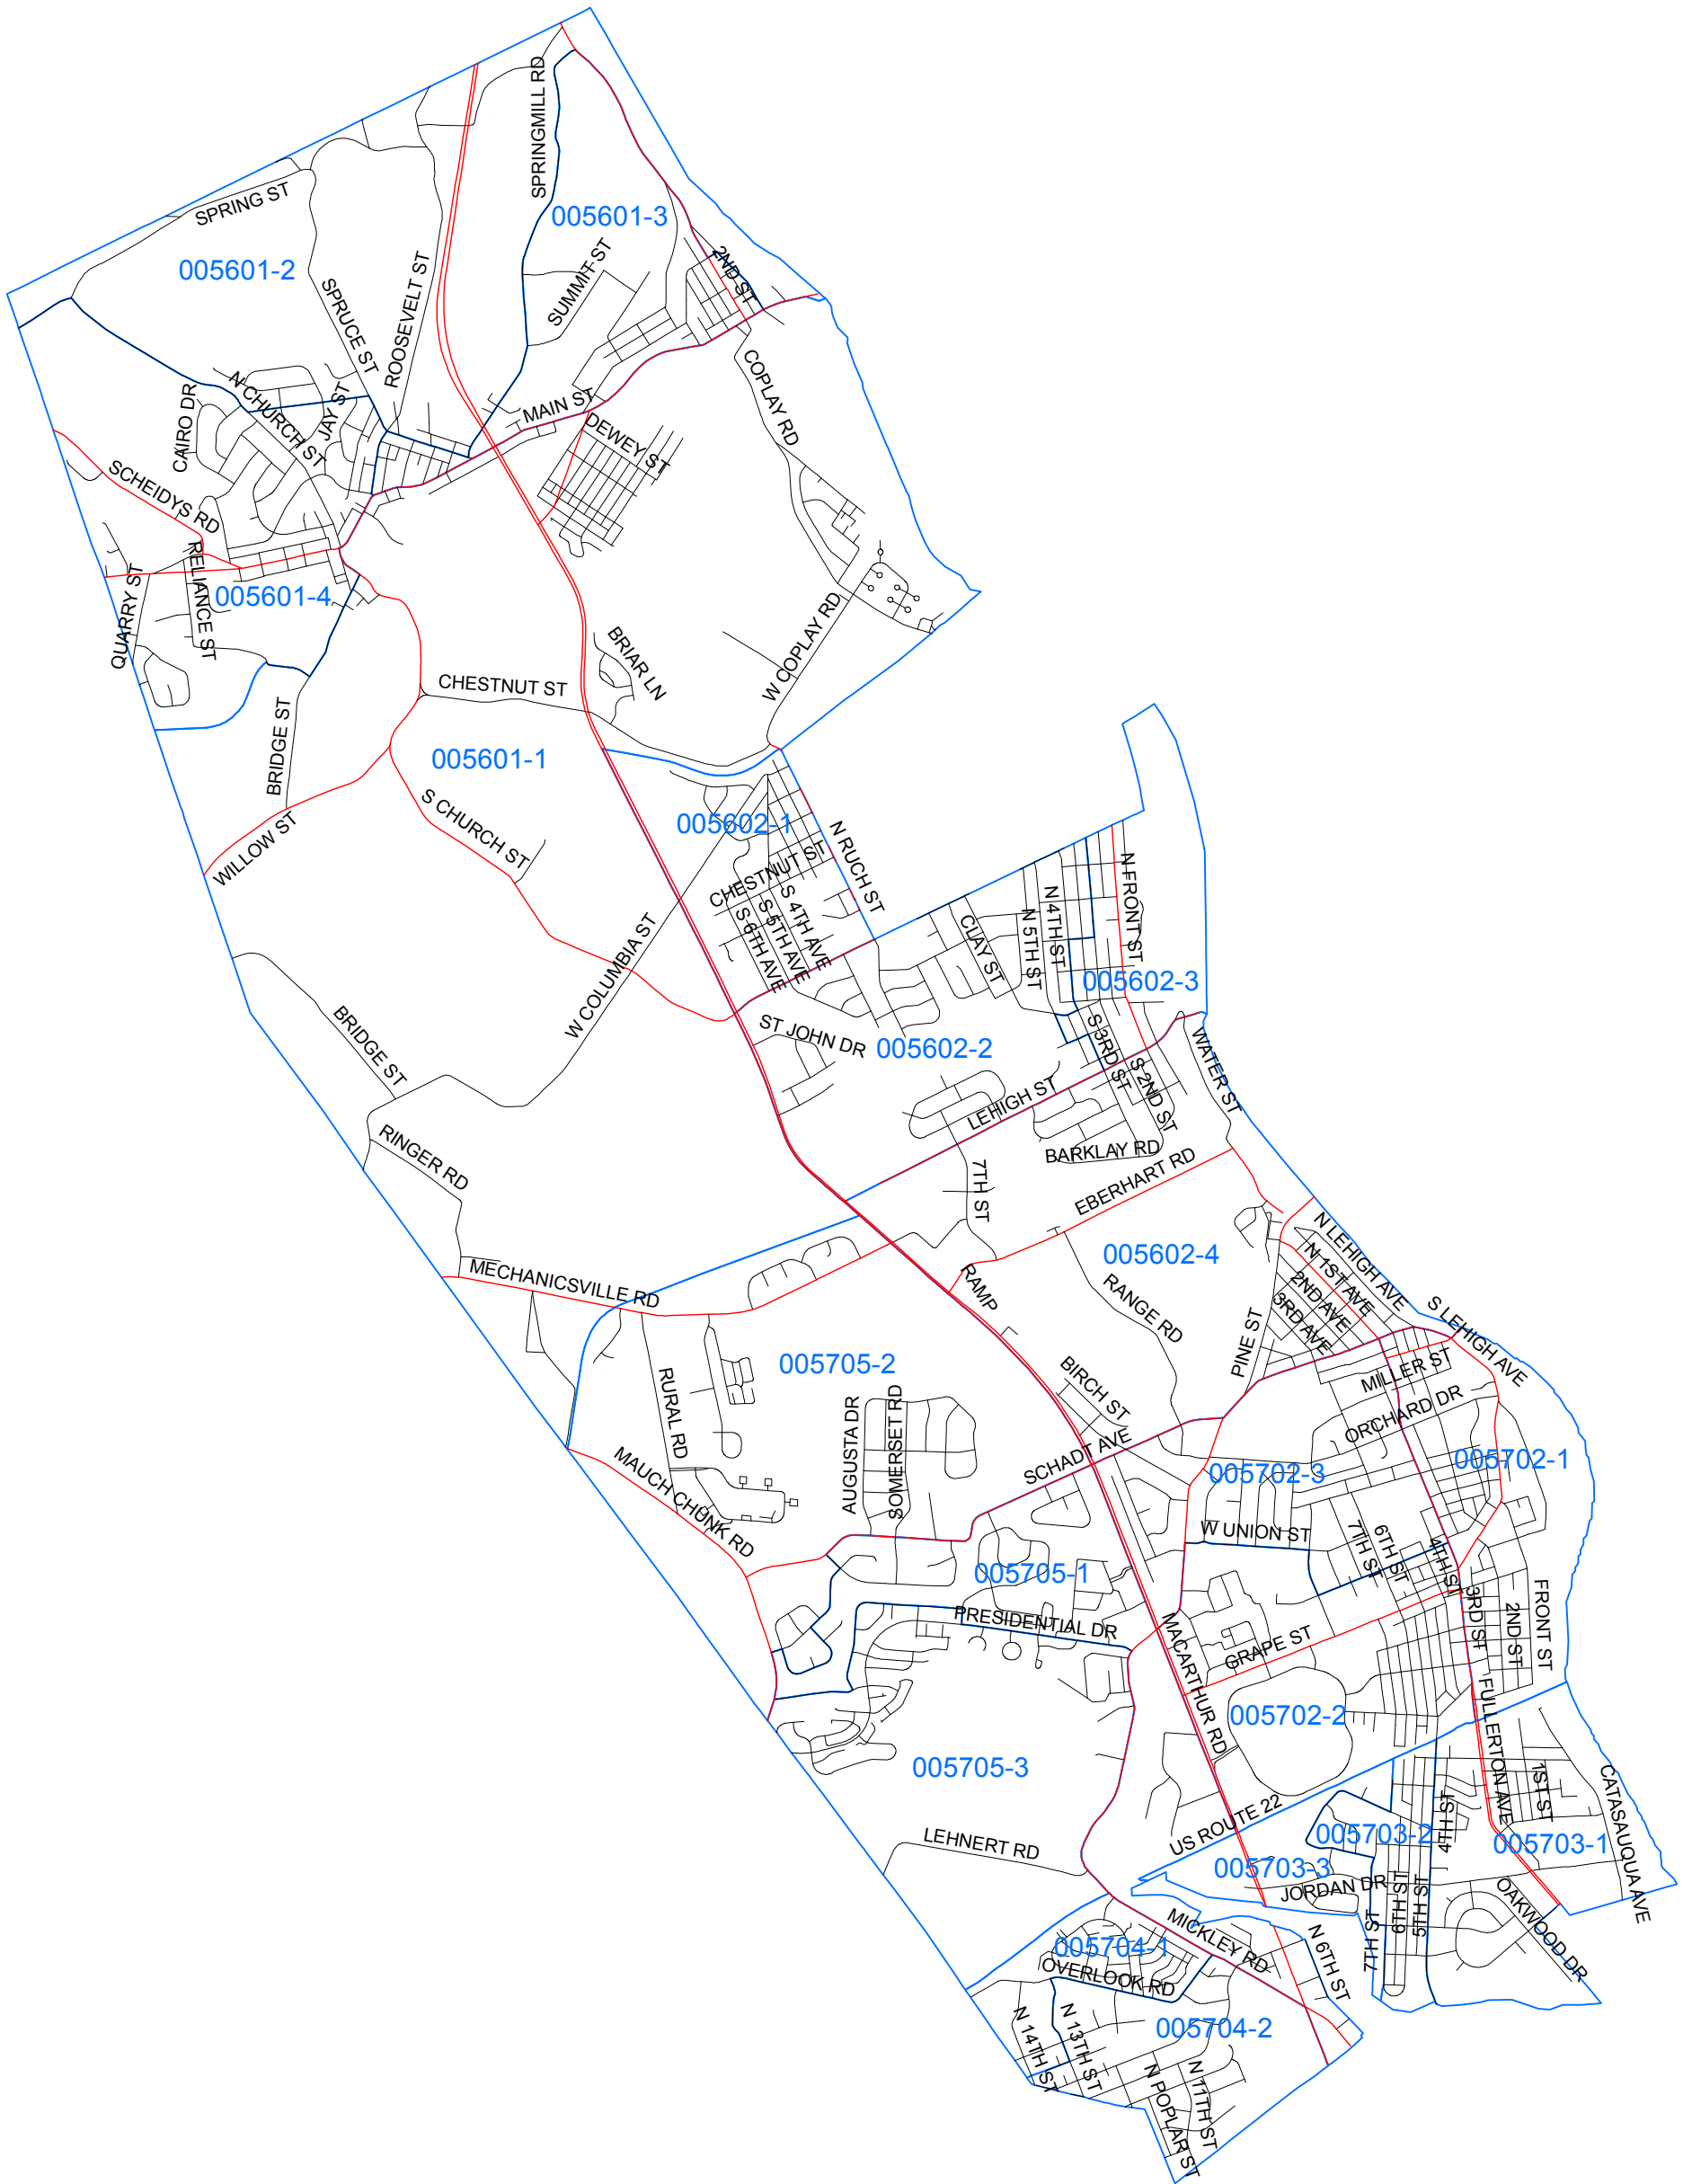 SPRINGMILL RD
SPRING ST
005601-3
005601-2
SUMMIT ST
2ND ST
SPRUCE ST
ROOSEVELT ST
COPLAY RD
CAIRO DR
N CHURCH ST
JAY ST
MAIN ST
DEWEY ST
SCHEIDYS RD
QUARRY ST
RELIANCE ST
005601-4
BRIAR LN
W COPLAY RD
CHESTNUT ST
BRIDGE ST
005601-1
WILLOW ST
S CHURCH ST
005602-1
N RUCH ST
CHESTNUT ST
S 4TH AVE
S 5TH AVE
S 6TH AVE
W COLUMBIA ST
CLAY ST
N 5TH ST
N 4TH ST
N FRONT ST
005602-3
BRIDGE ST
ST JOHN DR
005602-2
S 3RD ST
S 2ND ST
WATER ST
LEHIGH ST
BARKLAY RD
RINGER RD
7TH ST
EBERHART RD
005602-4
N LEHIGH AVE
N 1ST AVE
2ND AVE
3RD AVE
MECHANICSVILLE RD
RAMP
RANGE RD
PINE ST
S LEHIGH AVE
005705-2
BIRCH ST
MILLER ST
ORCHARD DR
RURAL RD
AUGUSTA DR
SOMERSET RD
SCHADT AVE
005702-3
005702-1
MAUCH CHUNK RD
W UNION ST
7TH ST
6TH ST
4TH ST
005705-1
3RD ST
2ND ST
FRONT ST
PRESIDENTIAL DR
MACARTHUR RD
GRAPE ST
005702-2
FULLERTON AVE
005705-3
1ST ST
CATASAUQUA AVE
US ROUTE 22
005703-2
4TH ST
005703-1
LEHNERT RD
005703-3
JORDAN DR
6TH ST
5TH ST
7TH ST
OAKWOOD DR
MICKLEY RD
N 6TH ST
005704-1
OVERLOOK RD
005704-2
N 14TH ST
N 13TH ST
N POPLAR ST
N 11TH ST